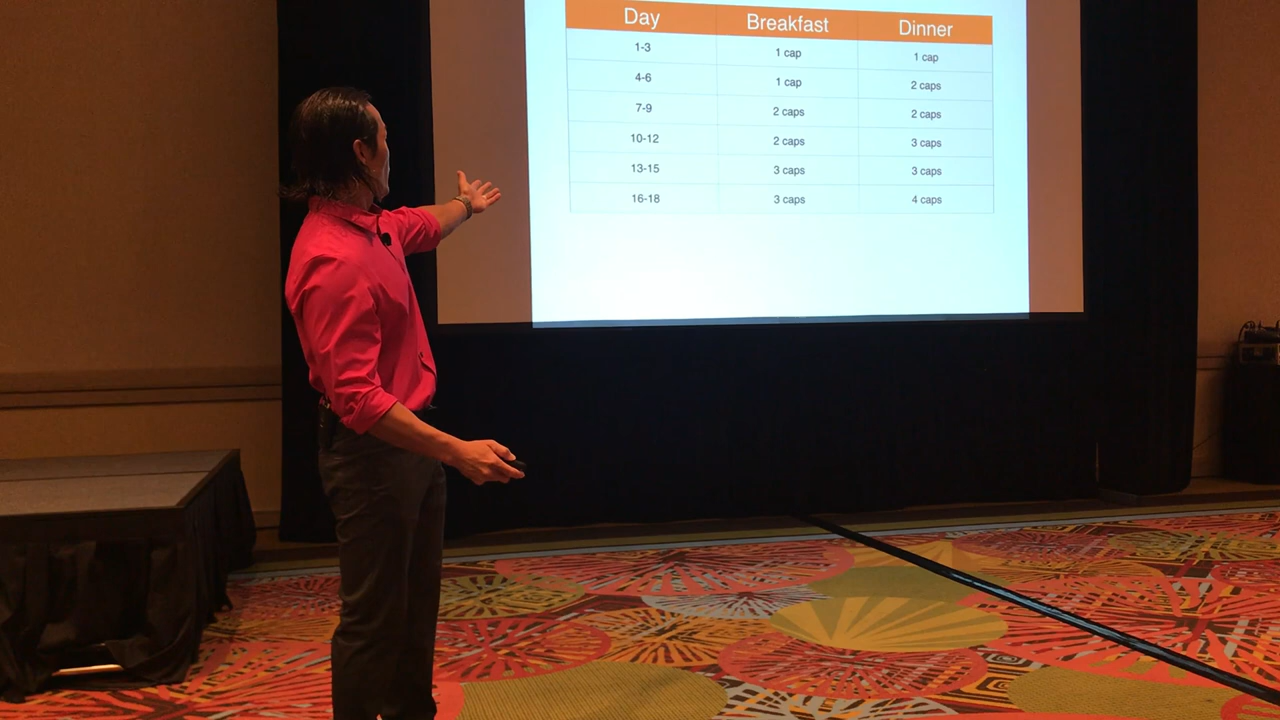 Day Breakfast Dinner
1-3 1 cap 1 cap
4-6 1 cap 2 caps
7-9 2 caps 2 caps
10-12 2 caps 3 caps
13-15 3 caps 3 caps
16-18 3 caps 4 caps